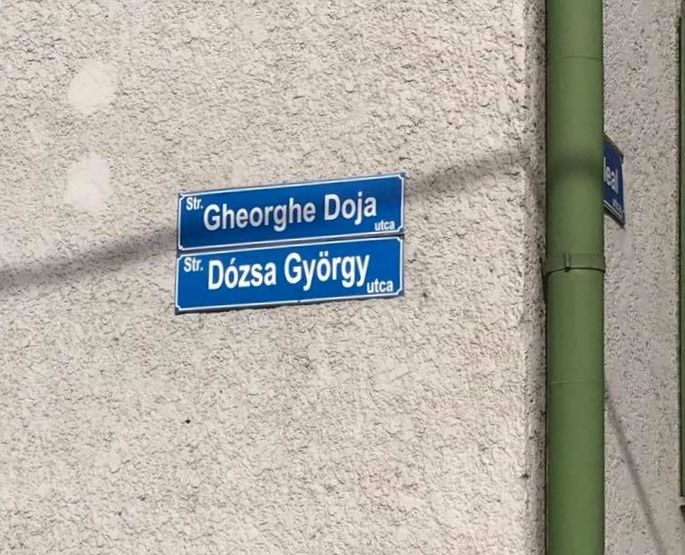 Str. Gheorghe Doja utca
Str. Dózsa György utca